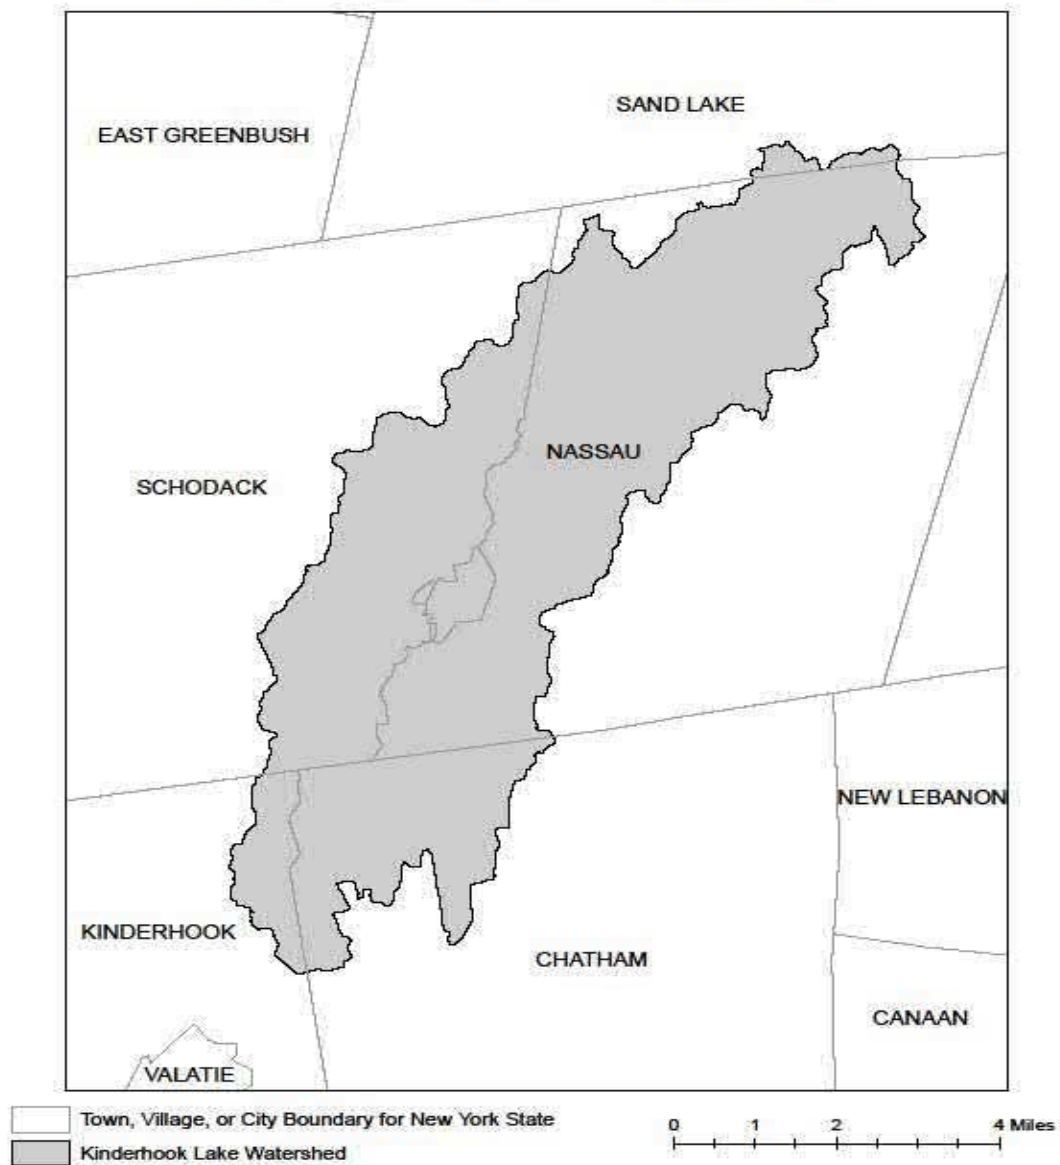 SAND LAKE
EAST GREENBUSH
NASSAU
SCHODACK
NEW LEBANON
KINDERHOOK
CHATHAM
CANAAN
VALATIE
Town, Village, or City Boundary for New York State
Kinderhook Lake Watershed
0 1 2 4 Miles